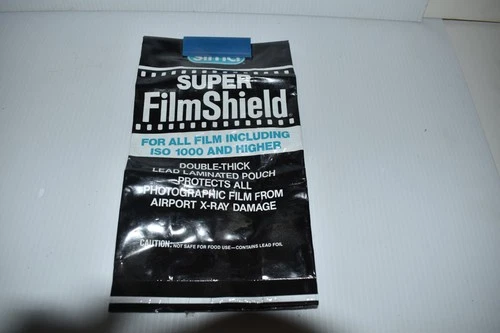 sima
SUPER
FilmShield
FOR ALL FILM INCLUDING
ISO 1000 AND HIGHER
DOUBLE-THICK
LEAD LAMINATED POUCH
PROTECTS ALL
PHOTOGRAPHIC FILM FROM
AIRPORT X-RAY DAMAGE
CAUTION: NOT SAFE FOR FOOD USE—CONTAINS LEAD FOIL